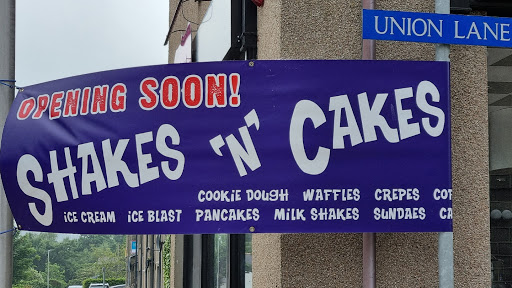 UNION LANE
OPENING SOON!
SHAKES 'N' CAKES
COOKIE DOUGH WAFFLES CREPES
ICE CREAM ICE BLAST PANCAKES MILK SHAKES SUNDAES